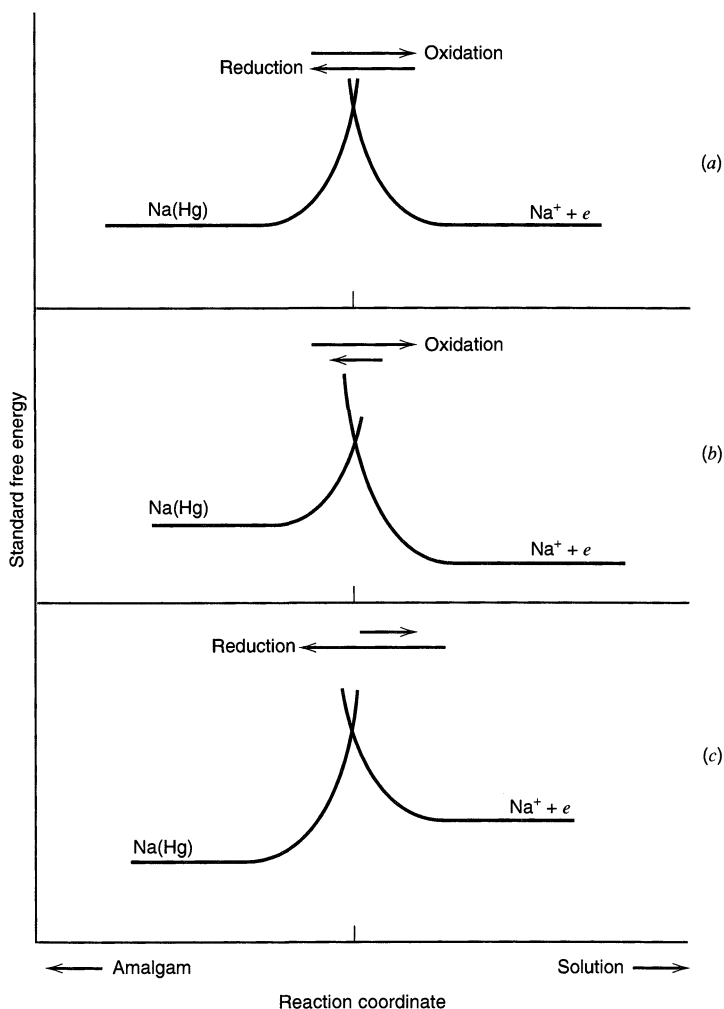 Oxidation
Reduction
(a)
Na(Hg)
Na⁺ + e
Oxidation
(b)
Na(Hg)
Na⁺ + e
Standard free energy
Reduction
(c)
Na⁺ + e
Na(Hg)
Amalgam
Solution
Reaction coordinate